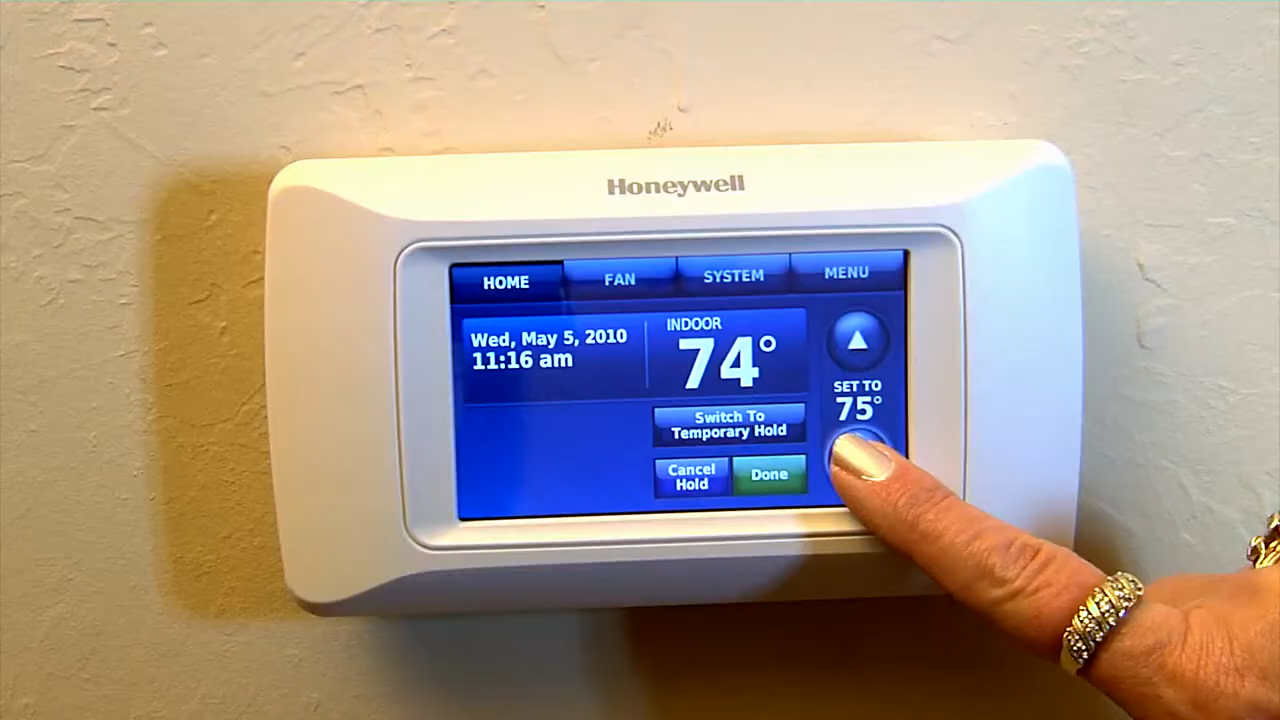 Honeywell
HOME
FAN
SYSTEM
MENU
Wed, May 5, 2010
11:16 am
INDOOR
74°
SET TO
75°
Switch To
Temporary Hold
Cancel
Hold
Done